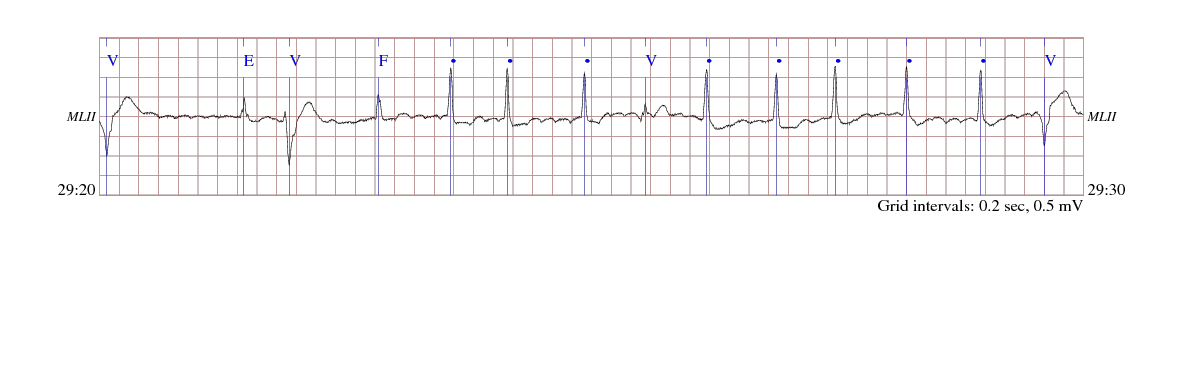 V E V F • • • V • • • • • V
MLII MLII
29:20 29:30
Grid intervals: 0.2 sec, 0.5 mV